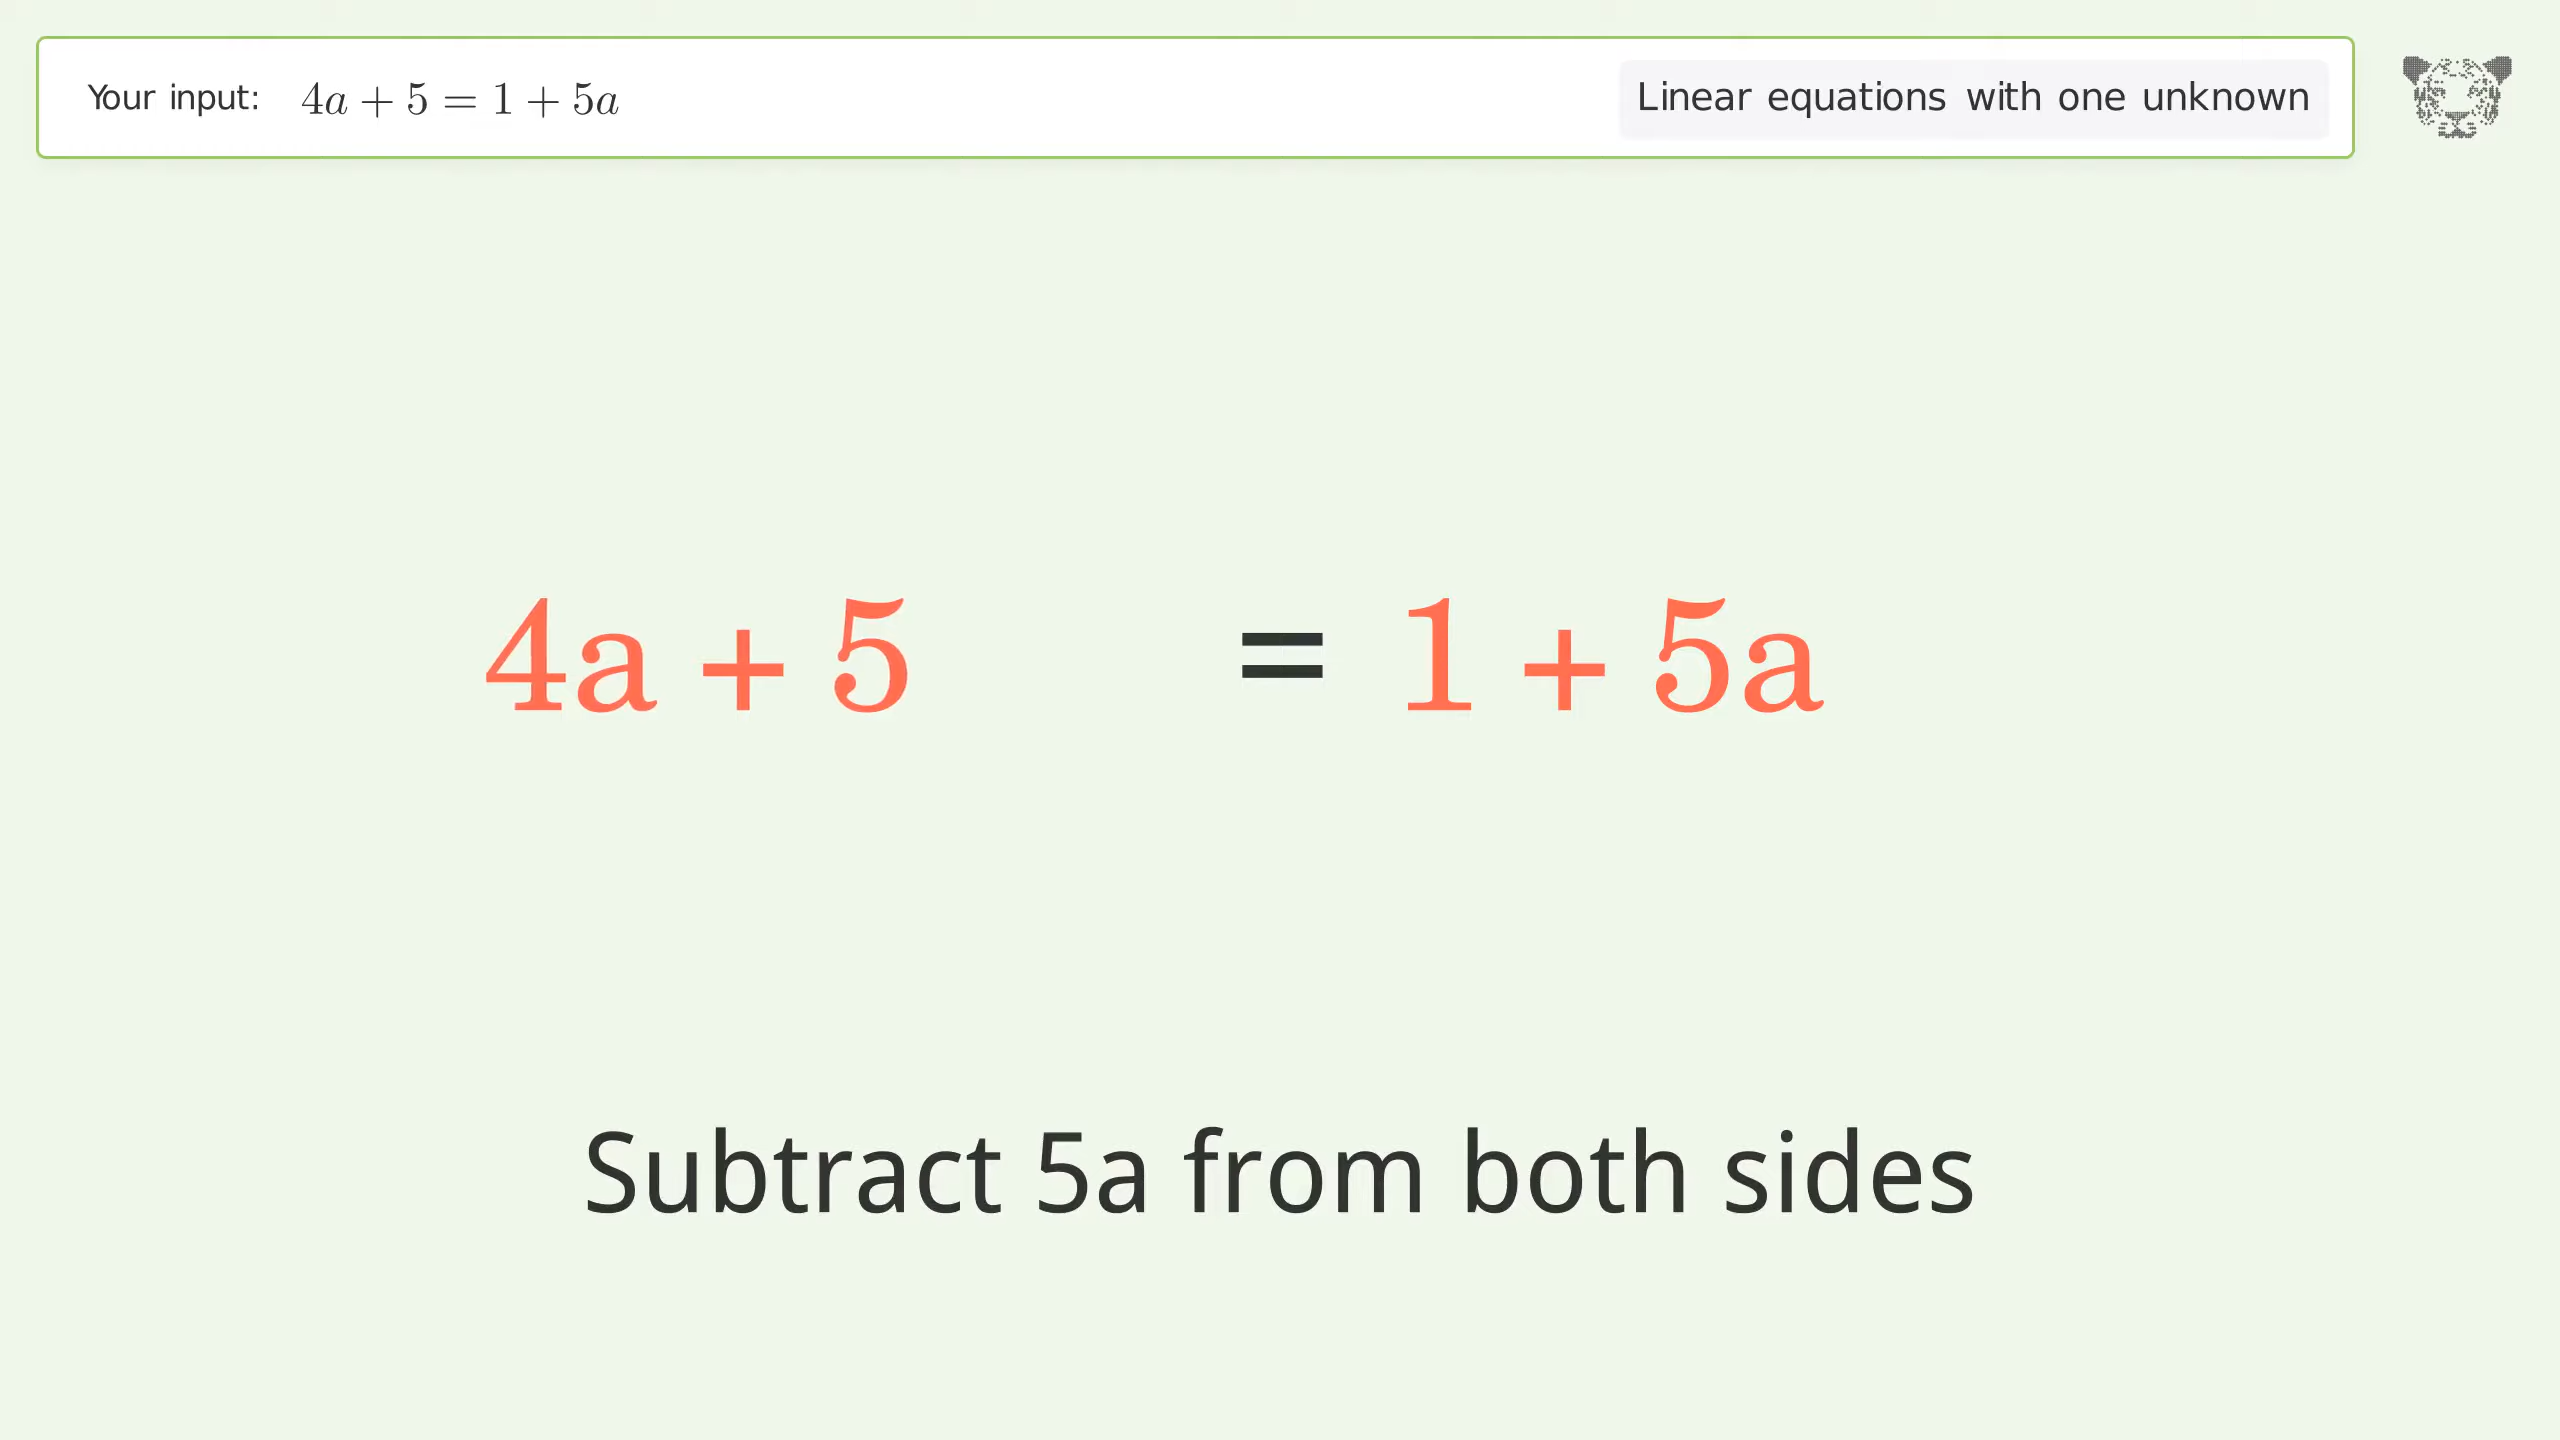 Your input: 4a + 5 = 1 + 5a
Linear equations with one unknown
4a + 5 = 1 + 5a
Subtract 5a from both sides